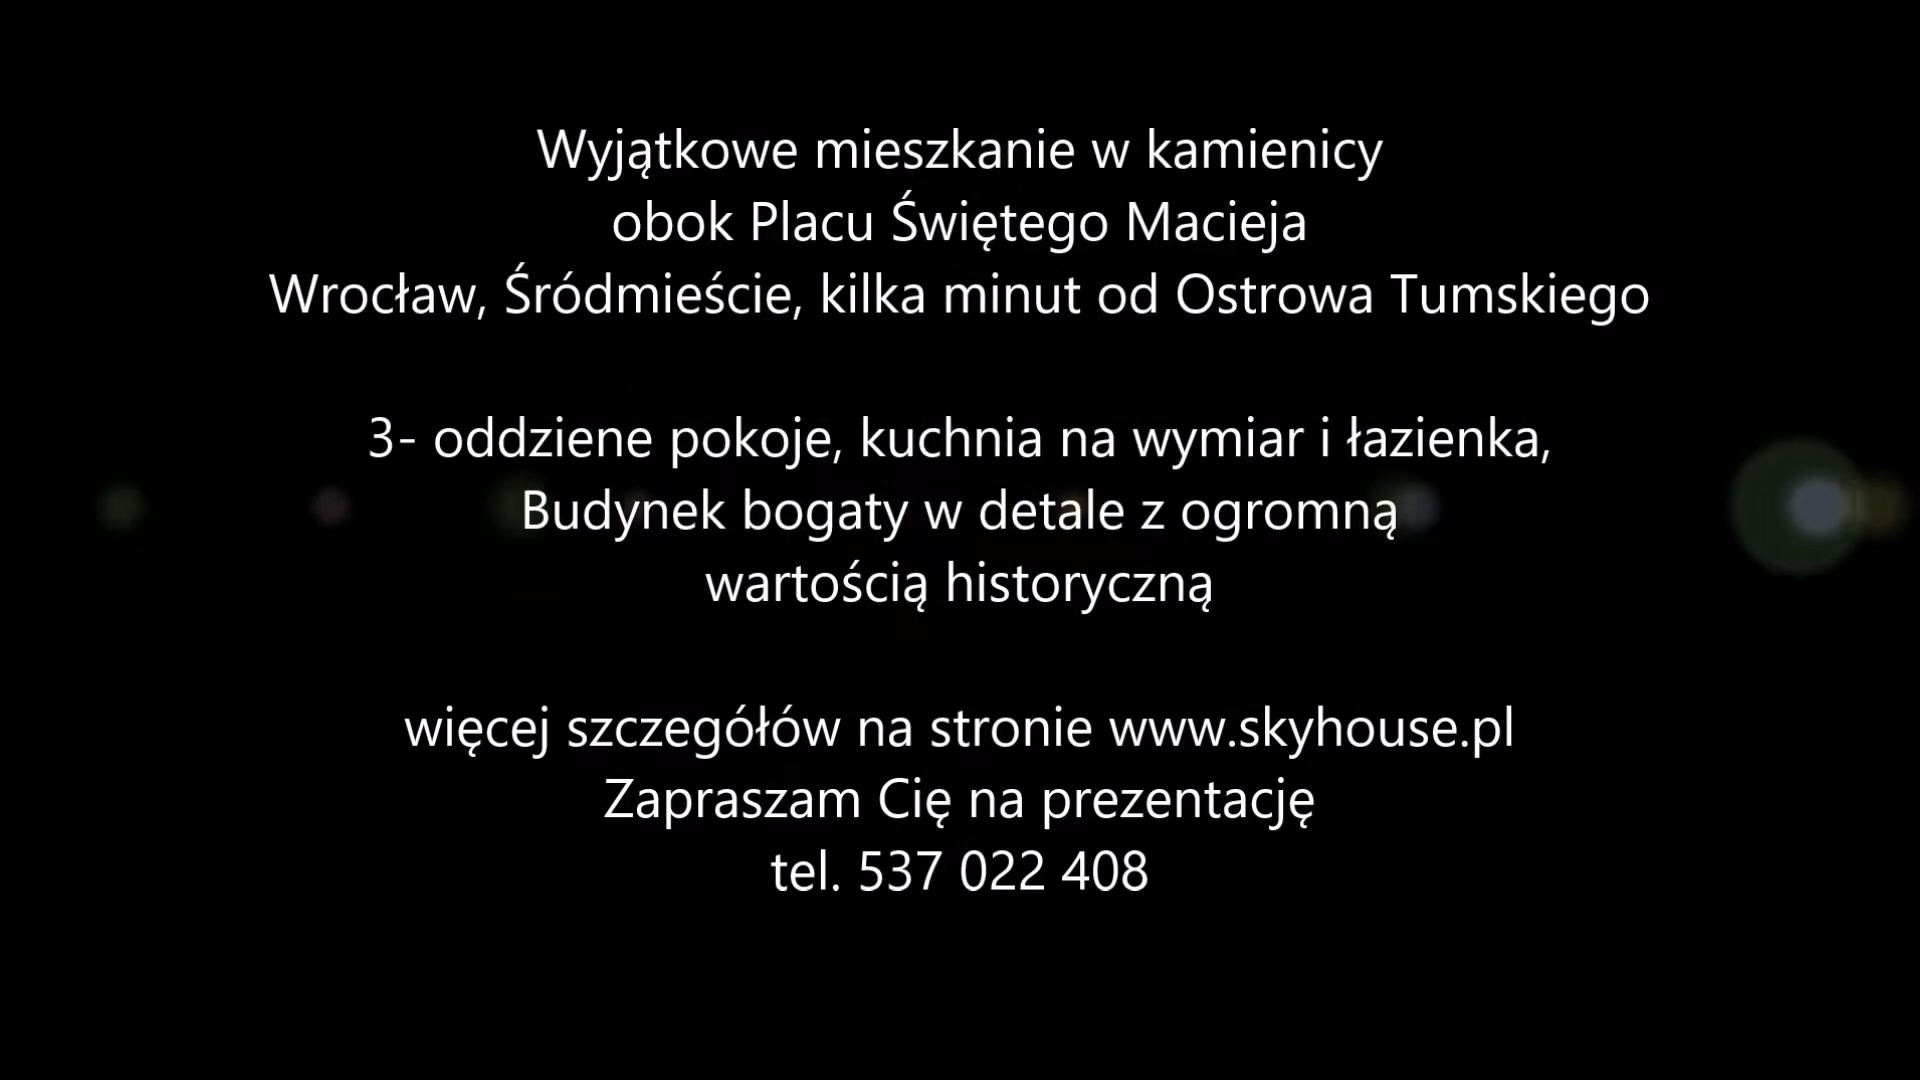 Wyjątkowe mieszkanie w kamienicy
obok Placu Świętego Macieja
Wrocław, Śródmieście, kilka minut od Ostrowa Tumskiego
3- oddziene pokoje, kuchnia na wymiar i łazienka,
Budynek bogaty w detale z ogromną
wartością historyczną
więcej szczegółów na stronie www.skyhouse.pl
Zapraszam Cię na prezentację
tel. 537 022 408